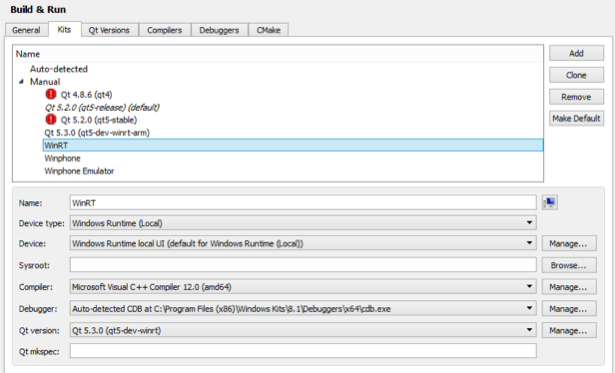 Build & Run
General Kits Qt Versions Compilers Debuggers CMake
Name
Auto-detected
Manual
Qt 4.8.6 (qt4)
Qt 5.2.0 (qt5-release) (default)
Qt 5.2.0 (qt5-stable)
Qt 5.3.0 (qt5-dev-winrt-arm)
WinRT
Winphone
Winphone Emulator
Add
Clone
Remove
Make Default
Name: WinRT
Device type: Windows Runtime (Local)
Device: Windows Runtime local UI (default for Windows Runtime (Local)) Manage...
Sysroot: Browse...
Compiler: Microsoft Visual C++ Compiler 12.0 (amd64) Manage...
Debugger: Auto-detected CDB at C:\Program Files (x86)\Windows Kits\8.1\Debuggers\x64\cdb.exe Manage...
Qt version: Qt 5.3.0 (qt5-dev-winrt) Manage...
Qt mkspec: